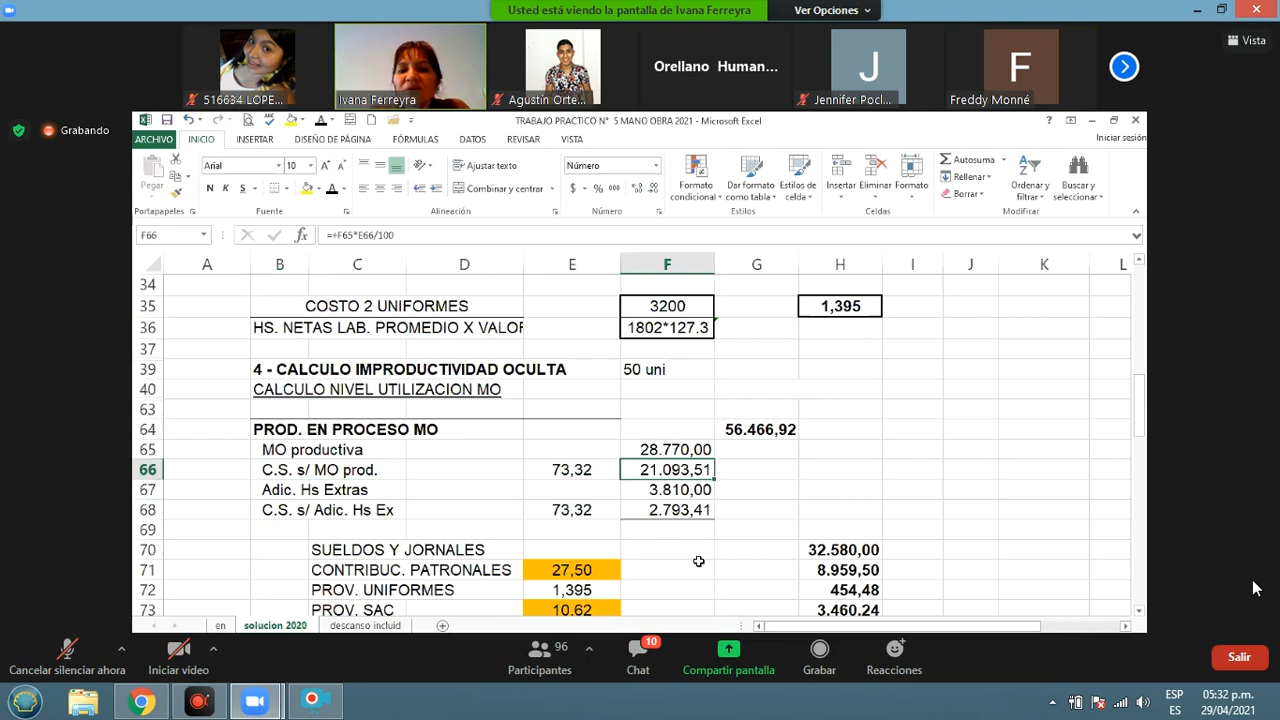 Usted está viendo la pantalla de Ivana Ferreyra
Ver Opciones
Vista
516634 LOPE...
Ivana Ferreyra
Agustín Orte...
Orellano Human...
J
Jennifer Pocl...
F
Freddy Monné
Grabando
TRABAJO PRACTICO N° 5 MANO OBRA 2021 - Microsoft Excel
ARCHIVO INICIO INSERTAR DISEÑO DE PÁGINA FÓRMULAS DATOS REVISAR VISTA
Iniciar sesión
Pegar
Arial 10
N K S
Ajustar texto
Combinar y centrar
Número
$ % 000
Formato condicional
Dar formato como tabla
Estilos de celda
Insertar Eliminar Formato
Autosuma
Rellenar
Borrar
Ordenar y filtrar
Buscar y seleccionar
Portapapeles Fuente Alineación Número Estilos Celdas Modificar
F66 fx =+F65*E66/100
A B C D E F G H I J K L
34
35 COSTO 2 UNIFORMES 3200 1,395
36 HS. NETAS LAB. PROMEDIO X VALOR 1802*127.3
37
39 4 - CALCULO IMPRODUCTIVIDAD OCULTA 50 uni
40 CALCULO NIVEL UTILIZACION MO
63
64 PROD. EN PROCESO MO 56.466,92
65 MO productiva 28.770,00
66 C.S. s/ MO prod. 73,32 21.093,51
67 Adic. Hs Extras 3.810,00
68 C.S. s/ Adic. Hs Ex 73,32 2.793,41
69
70 SUELDOS Y JORNALES 32.580,00
71 CONTRIBUC. PATRONALES 27,50 8.959,50
72 PROV. UNIFORMES 1,395 454,48
73 PROV. SAC 10,62 3.460,24
en solucion 2020 descanso incluid
Cancelar silenciar ahora
Iniciar video
96
Participantes
10
Chat
Compartir pantalla
Grabar
Reacciones
Salir
ESP
ES
05:32 p.m.
29/04/2021